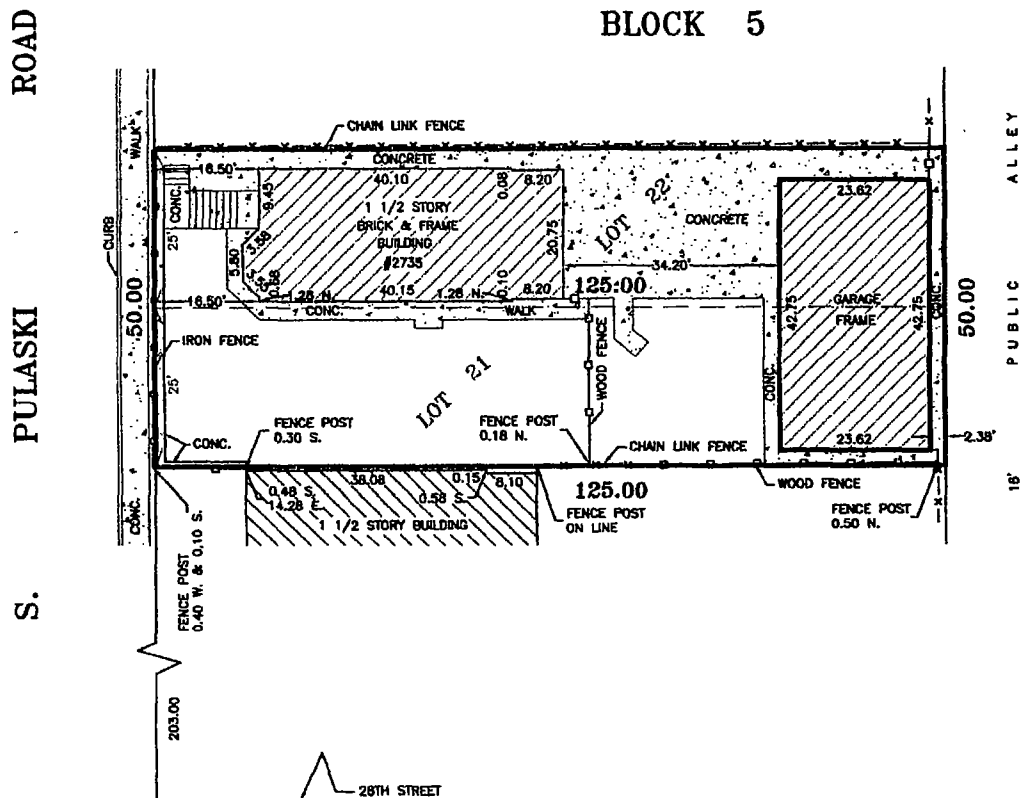 BLOCK 5
S. PULASKI ROAD
PUBLIC ALLEY
16'
CHAIN LINK FENCE
WALK
CONCRETE
16.50'
40.10
0.08
8.20
23.62
CONC.
9.45
1 1/2 STORY
BRICK & FRAME
BUILDING
#2735
20.75
LOT 22
CONCRETE
CURB
25'
3.58
5.80
34.20'
0.68
1.28 N.
40.15
1.28 N.
0.10
8.20
125.00
50.00
16.50'
CONC.
WALK
42.75
GARAGE
FRAME
42.75
CONC.
50.00
IRON FENCE
WOOD FENCE
25'
LOT 21
CONC.
CONC.
FENCE POST
0.30 S.
FENCE POST
0.18 N.
CHAIN LINK FENCE
23.62
2.38'
CONC.
0.48 S.
14.28 E.
38.08
0.15
0.58 S.
8.10
125.00
WOOD FENCE
1 1/2 STORY BUILDING
FENCE POST
ON LINE
FENCE POST
0.50 N.
FENCE POST
0.40 W. & 0.10 S.
203.00
28TH STREET